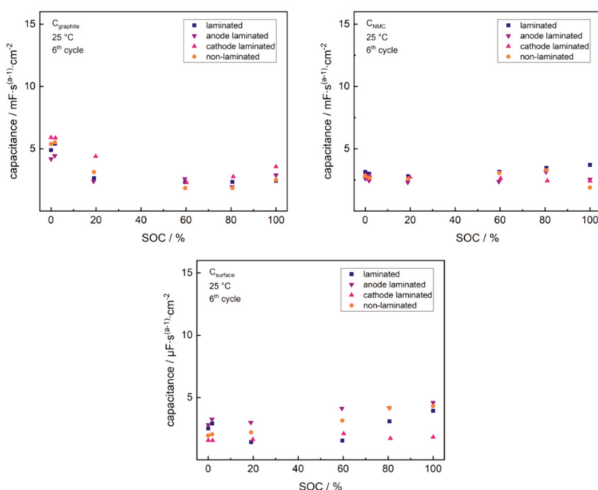 C_graphite
25 °C
6th cycle
laminated
anode laminated
cathode laminated
non-laminated
capacitance / mF·s^(a-1)·cm^-2
15
10
5
0 20 40 60 80 100
SOC / %
C_NMC
25 °C
6th cycle
laminated
anode laminated
cathode laminated
non-laminated
capacitance / mF·s^(a-1)·cm^-2
15
10
5
0 20 40 60 80 100
SOC / %
C_surface
25 °C
6th cycle
laminated
anode laminated
cathode laminated
non-laminated
capacitance / µF·s^(a-1)·cm^-2
15
10
5
0 20 40 60 80 100
SOC / %